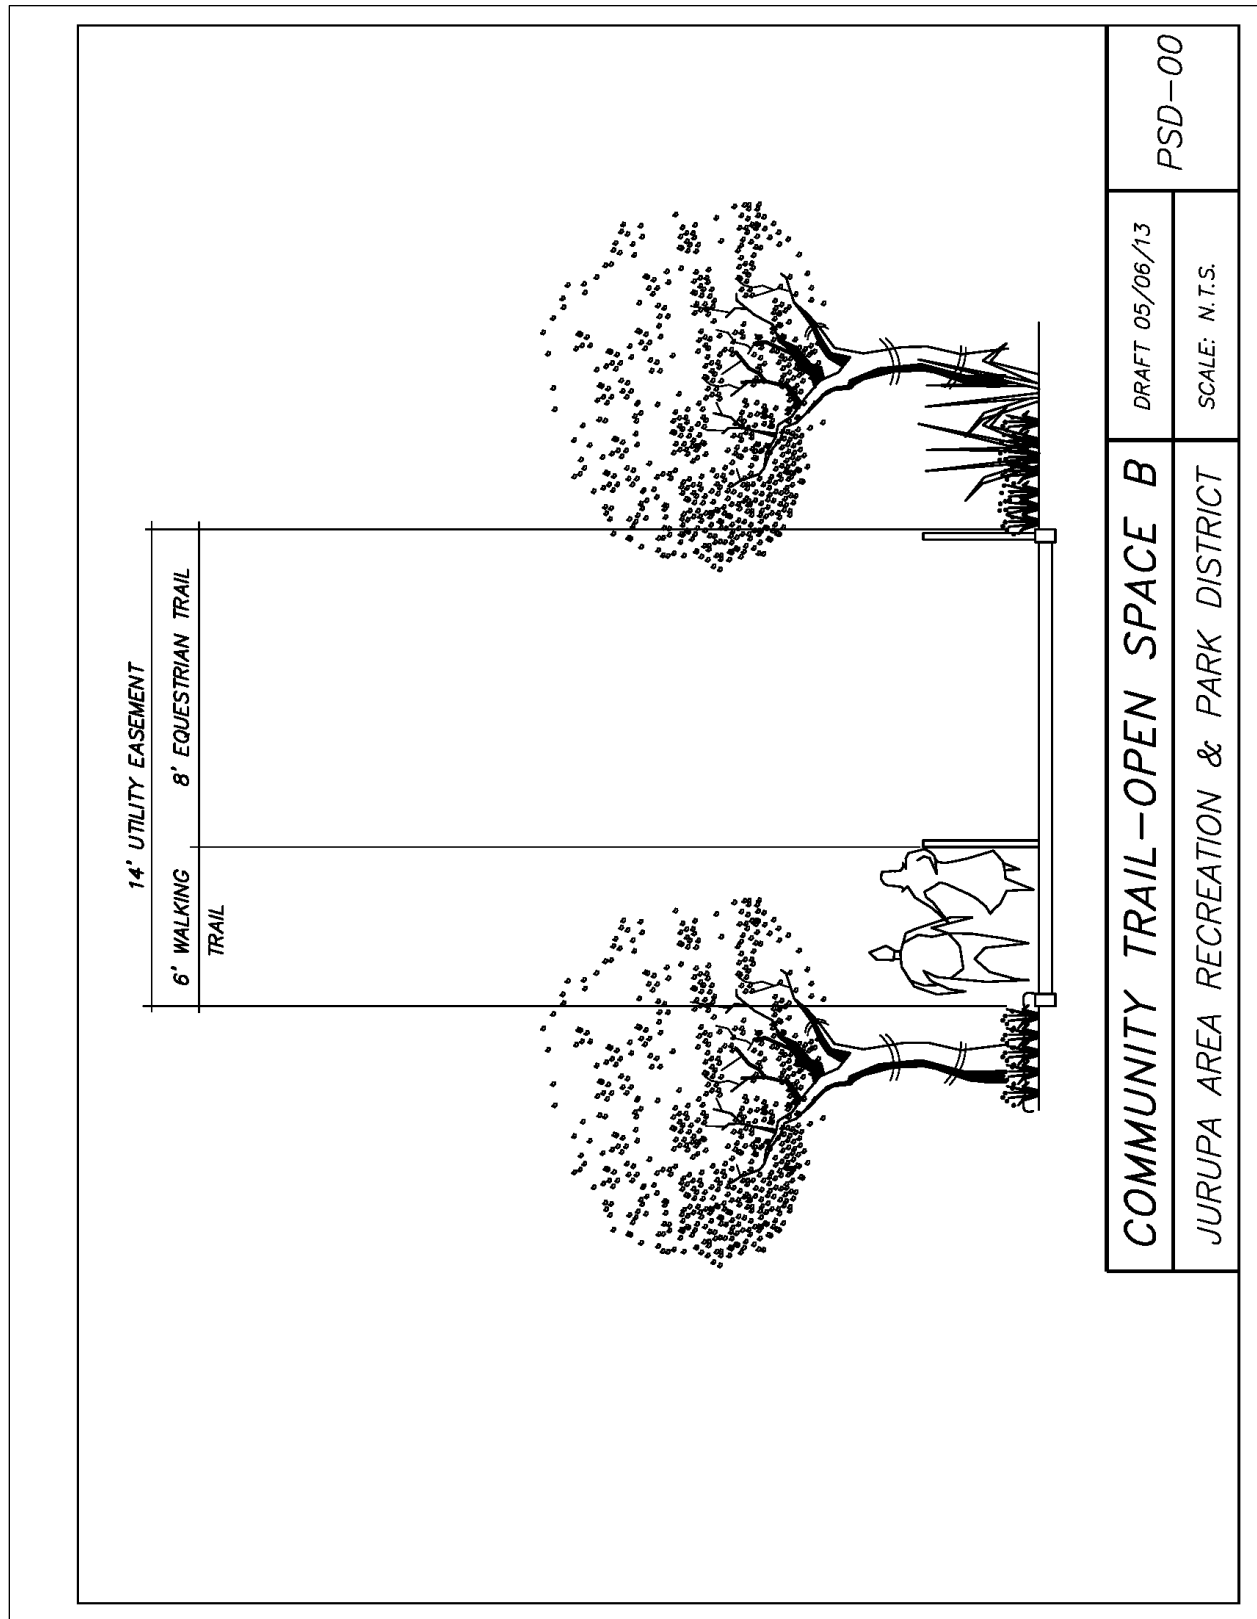 14' UTILITY EASEMENT
6' WALKING
TRAIL
8' EQUESTRIAN TRAIL
COMMUNITY TRAIL-OPEN SPACE B
DRAFT 05/06/13
PSD-00
JURUPA AREA RECREATION & PARK DISTRICT
SCALE: N.T.S.